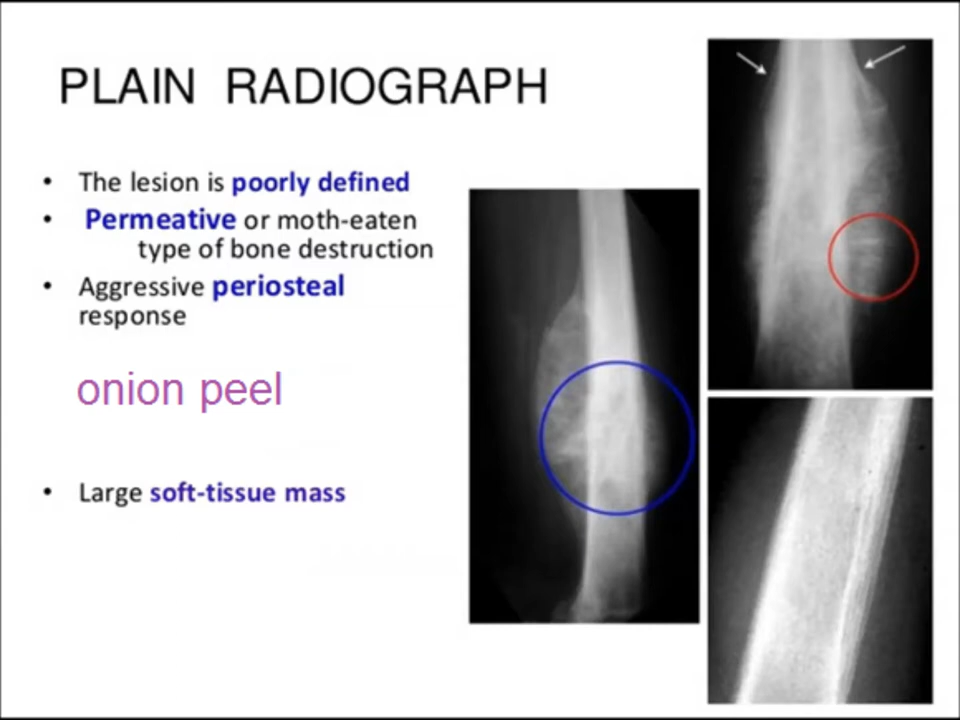 PLAIN RADIOGRAPH
• The lesion is poorly defined
• Permeative or moth-eaten
type of bone destruction
• Aggressive periosteal
response
onion peel
• Large soft-tissue mass